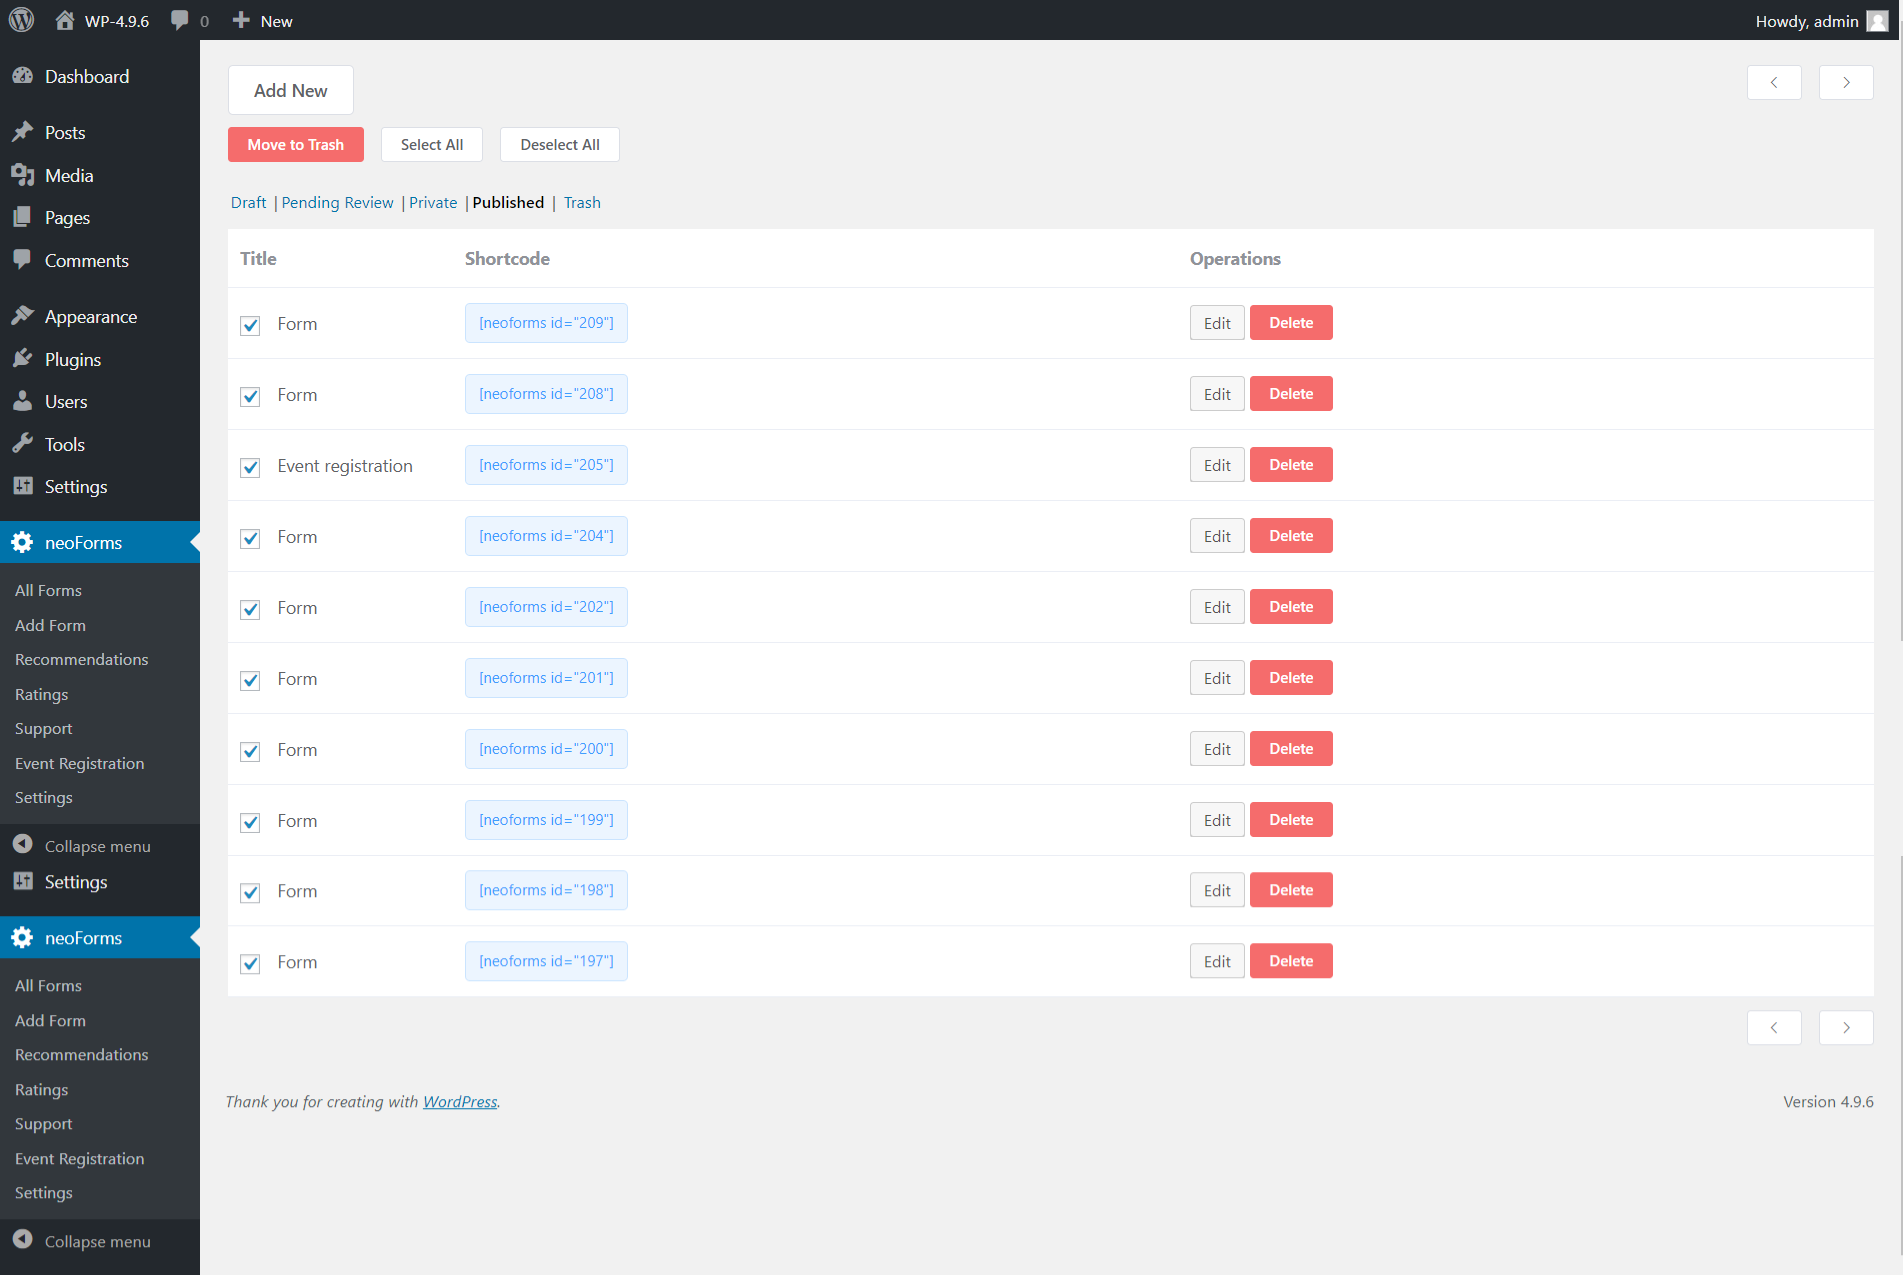 WP-4.9.6 0 New Howdy, admin
Dashboard
Posts
Media
Pages
Comments
Appearance
Plugins
Users
Tools
Settings
neoForms
All Forms
Add Form
Recommendations
Ratings
Support
Event Registration
Settings
Collapse menu
Settings
neoForms
All Forms
Add Form
Recommendations
Ratings
Support
Event Registration
Settings
Collapse menu
Add New
Move to Trash Select All Deselect All
Draft | Pending Review | Private | Published | Trash
Title Shortcode Operations
Form [neoforms id="209"] Edit Delete
Form [neoforms id="208"] Edit Delete
Event registration [neoforms id="205"] Edit Delete
Form [neoforms id="204"] Edit Delete
Form [neoforms id="202"] Edit Delete
Form [neoforms id="201"] Edit Delete
Form [neoforms id="200"] Edit Delete
Form [neoforms id="199"] Edit Delete
Form [neoforms id="198"] Edit Delete
Form [neoforms id="197"] Edit Delete
Thank you for creating with WordPress. Version 4.9.6